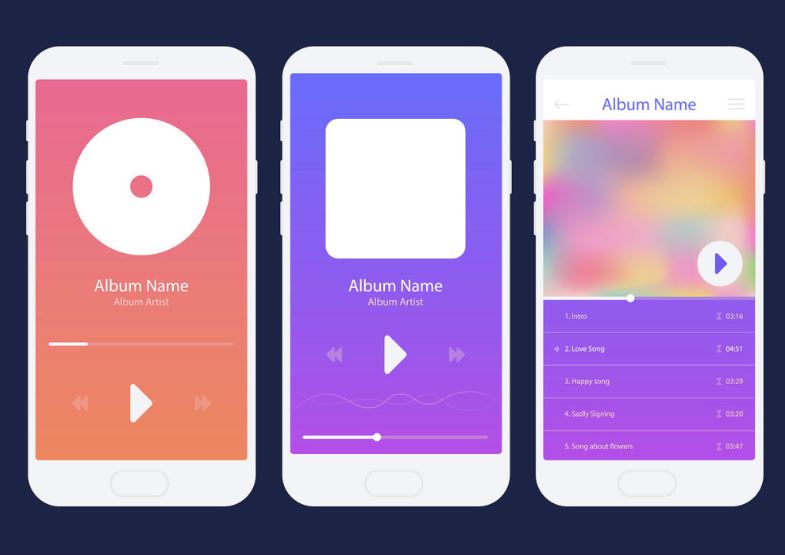 Album Name
Album Artist
Album Name
Album Artist
Album Name
1. Intro 03:16
2. Love Song 04:51
3. Happy song 03:29
4. Sadly Signing 03:20
5. Song about flowers 03:47